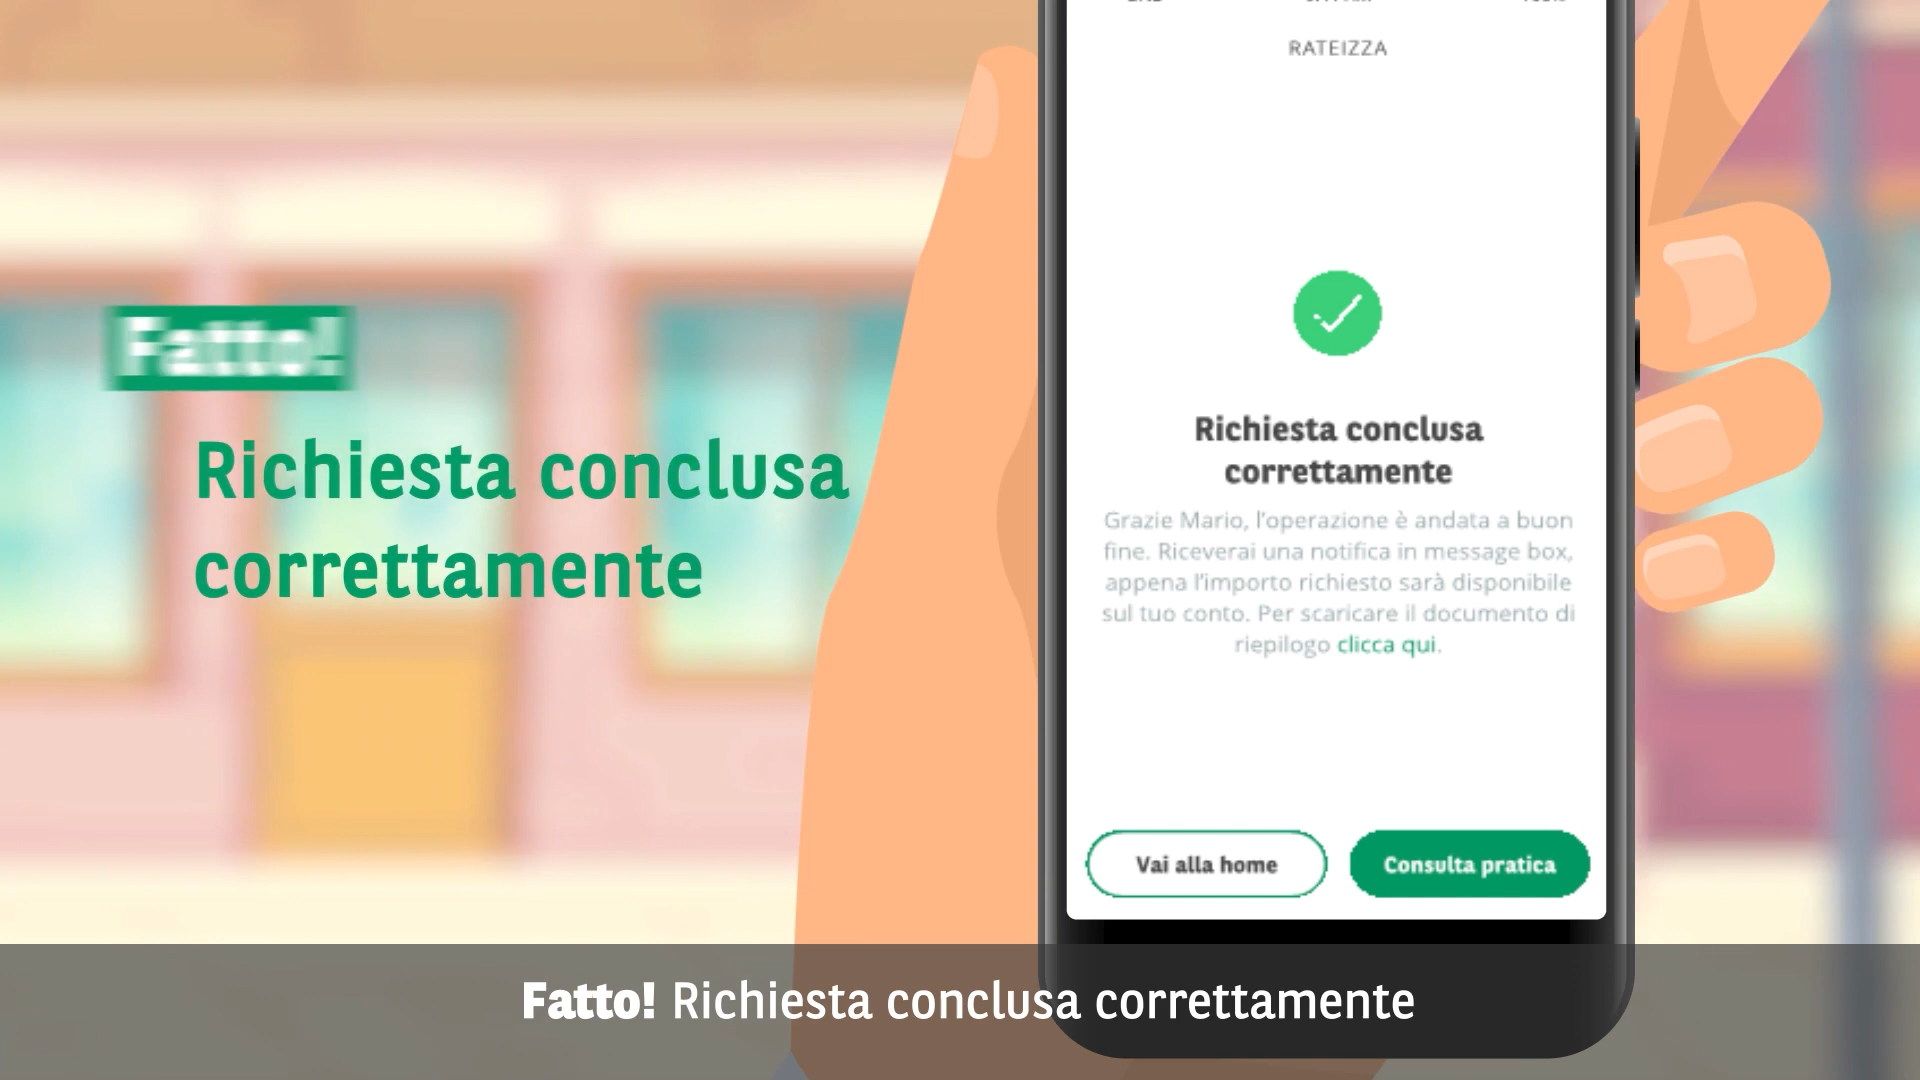 RATEIZZA
Fatto!
Richiesta conclusa
correttamente
Richiesta conclusa
correttamente
Grazie Mario, l'operazione è andata a buon
fine. Riceverai una notifica in message box,
appena l'importo richiesto sarà disponibile
sul tuo conto. Per scaricare il documento di
riepilogo clicca qui.
Vai alla home
Consulta pratica
Fatto! Richiesta conclusa correttamente